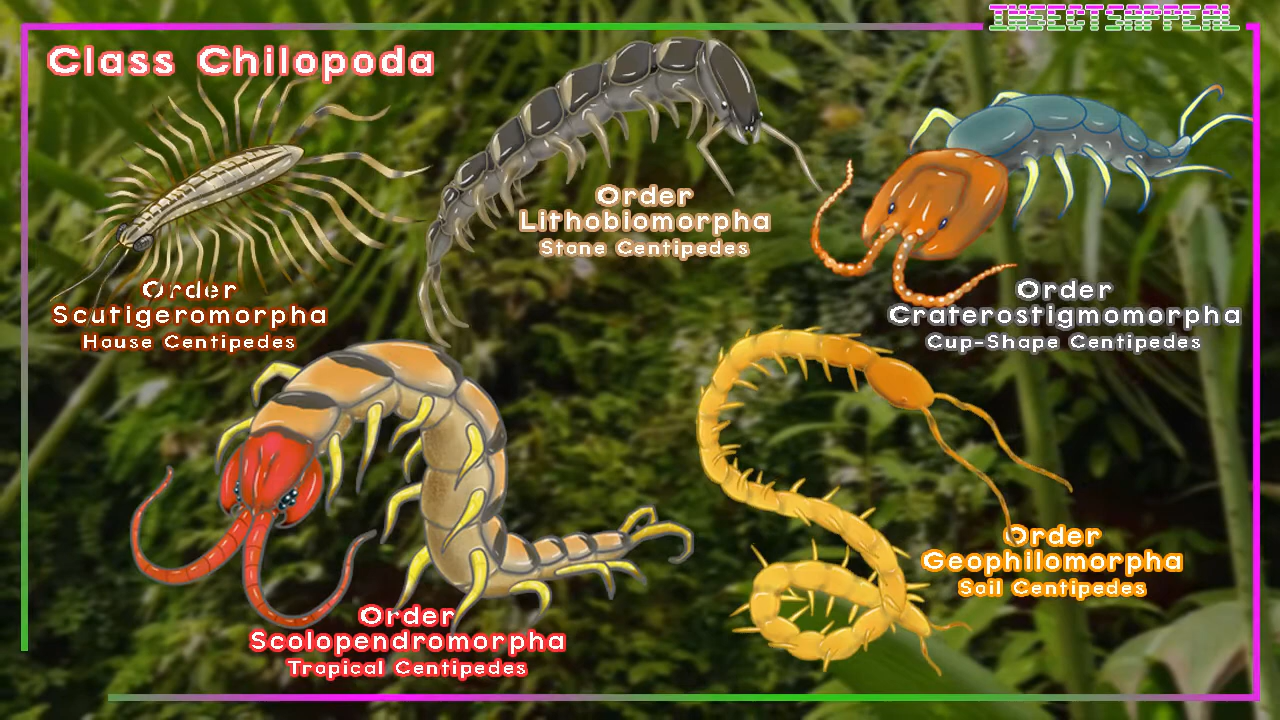 INSECTSAPPEAL
Class Chilopoda
Order
Lithobiomorpha
Stone Centipedes
Order
Scutigeromorpha
House Centipedes
Order
Craterostigmomorpha
Cup-Shape Centipedes
Order
Geophilomorpha
Soil Centipedes
Order
Scolopendromorpha
Tropical Centipedes